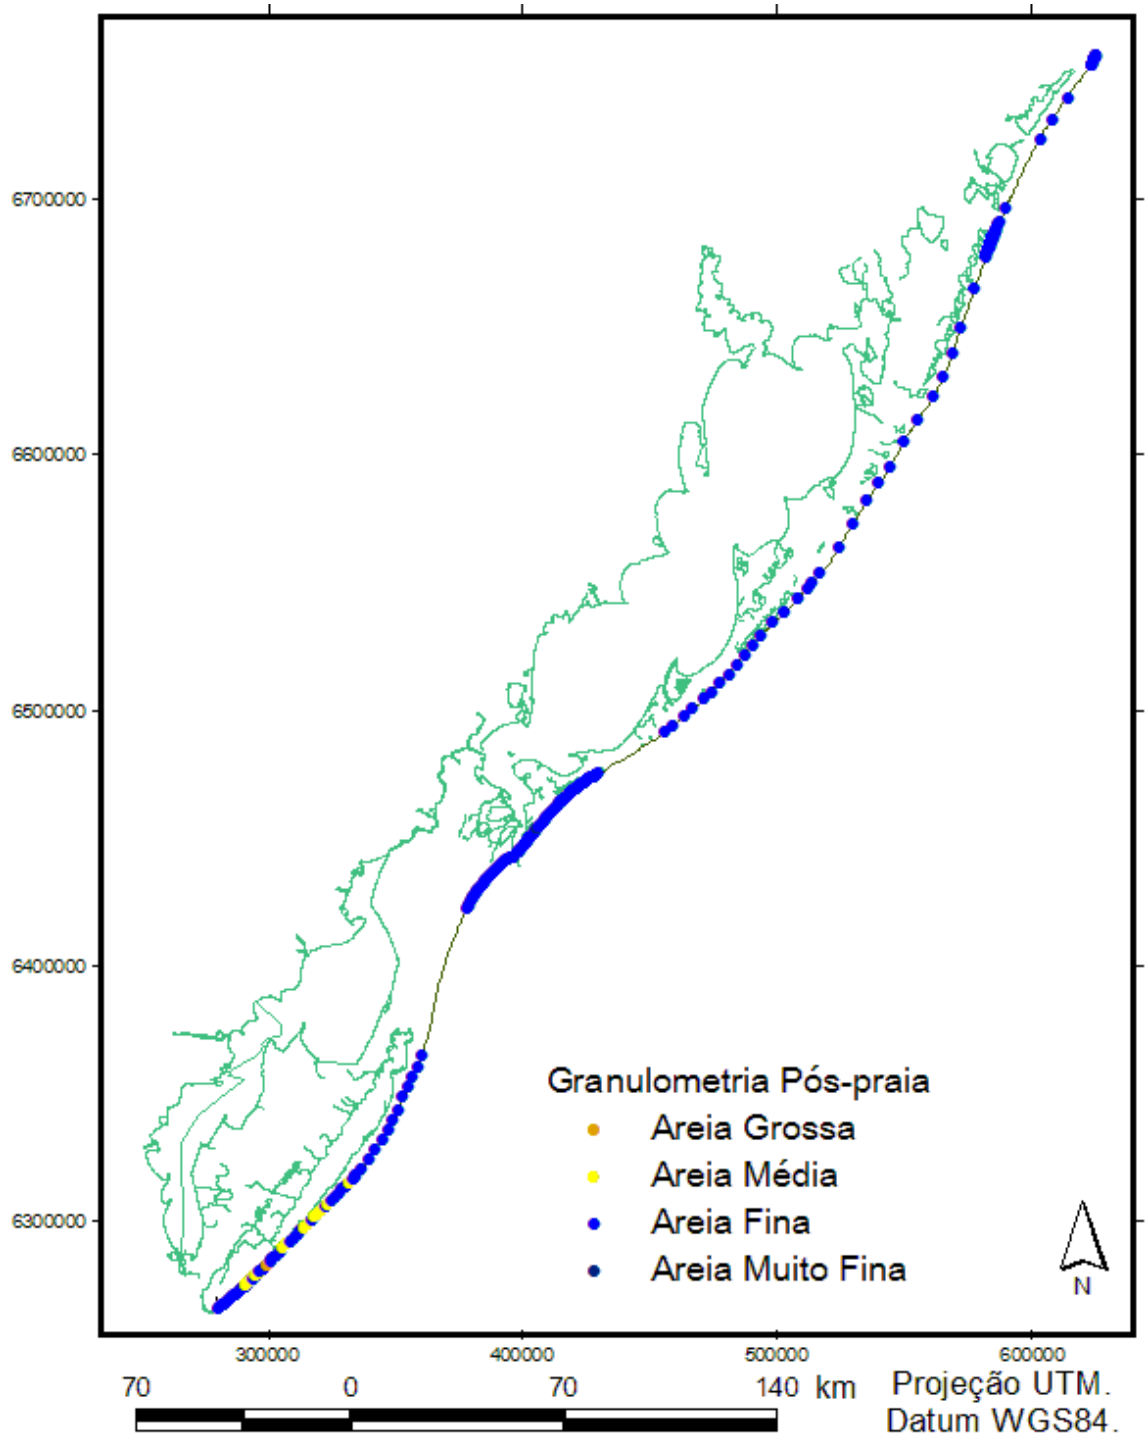 6700000
6600000
6500000
6400000
6300000
Granulometria Pós-praia
Areia Grossa
Areia Média
Areia Fina
Areia Muito Fina
N
300000 400000 500000 600000
70 0 70 140 km
Projeção UTM.
Datum WGS84.